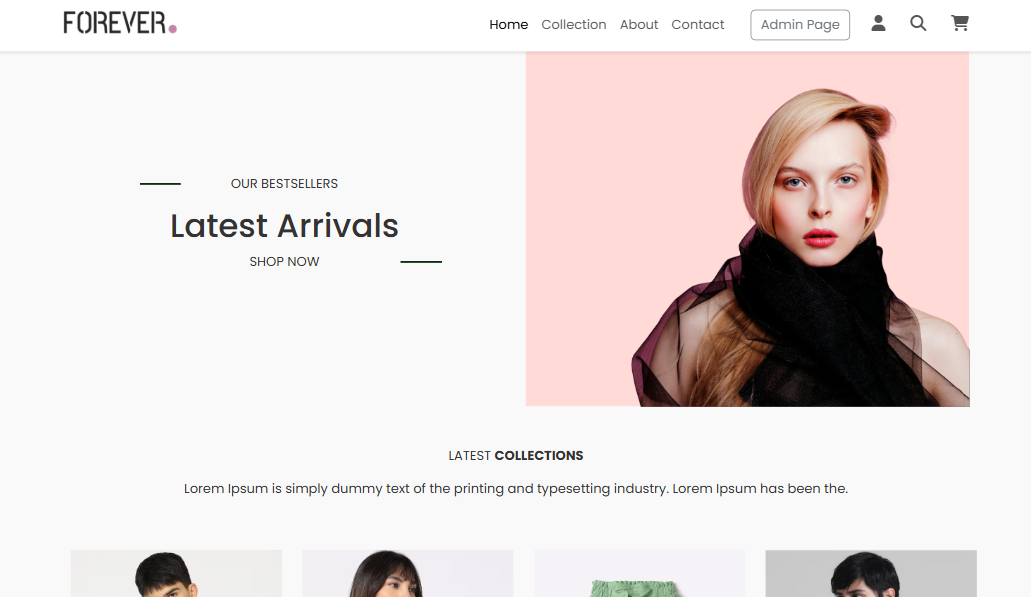 FOREVER.
Home Collection About Contact Admin Page
OUR BESTSELLERS
Latest Arrivals
SHOP NOW
LATEST COLLECTIONS
Lorem Ipsum is simply dummy text of the printing and typesetting industry. Lorem Ipsum has been the.